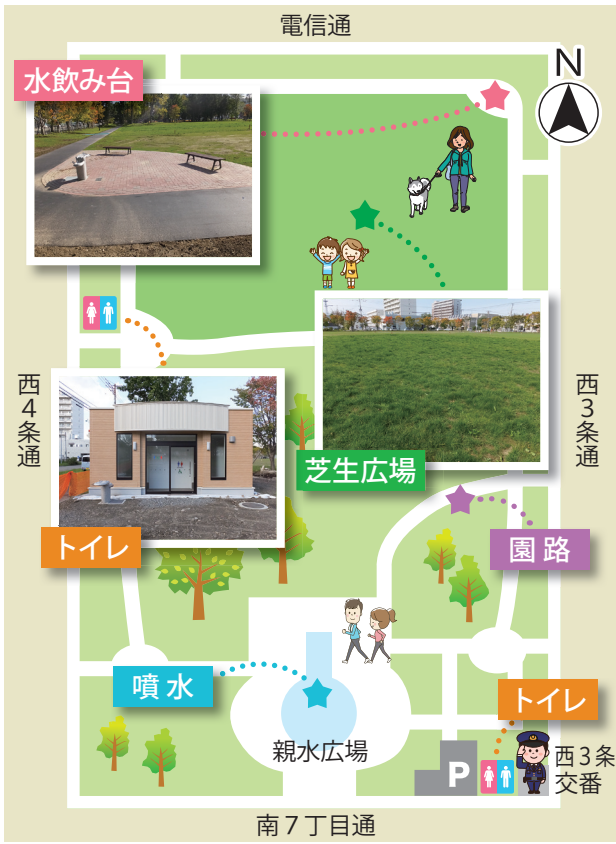 電信通
水飲み台
N
西4条通
西3条通
芝生広場
トイレ
園路
噴水
トイレ
親水広場
P
西3条
交番
南7丁目通